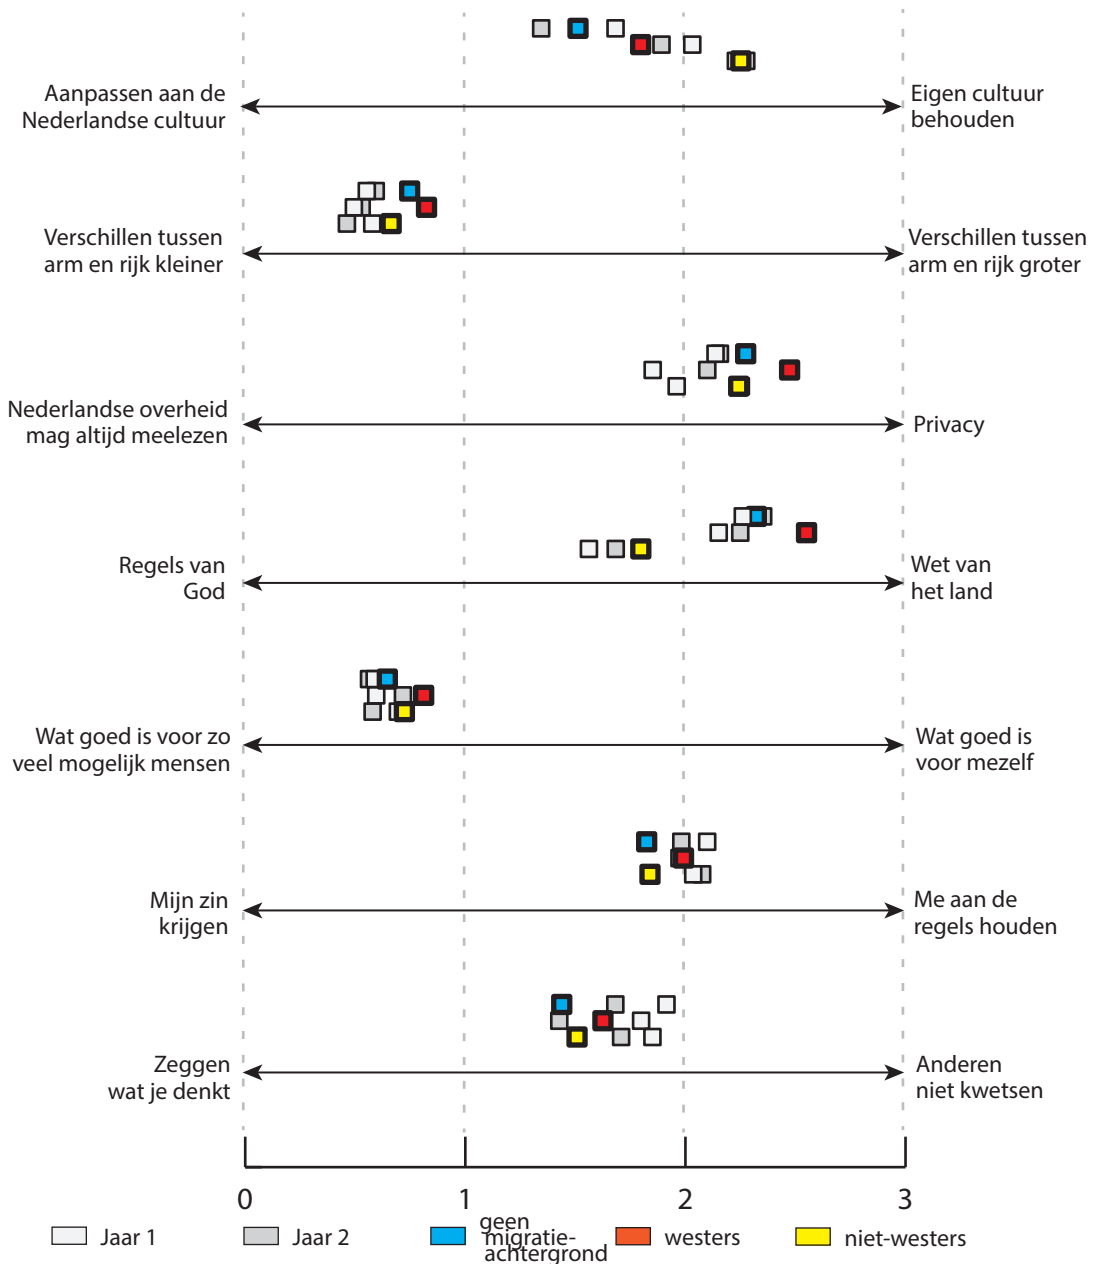 Aanpassen aan de
Nederlandse cultuur
Eigen cultuur
behouden
Verschillen tussen
arm en rijk kleiner
Verschillen tussen
arm en rijk groter
Nederlandse overheid
mag altijd meelezen
Privacy
Regels van
God
Wet van
het land
Wat goed is voor zo
veel mogelijk mensen
Wat goed is
voor mezelf
Mijn zin
krijgen
Me aan de
regels houden
Zeggen
wat je denkt
Anderen
niet kwetsen
0 1 2 3
Jaar 1
Jaar 2
geen
migratie-
achtergrond
westers
niet-westers